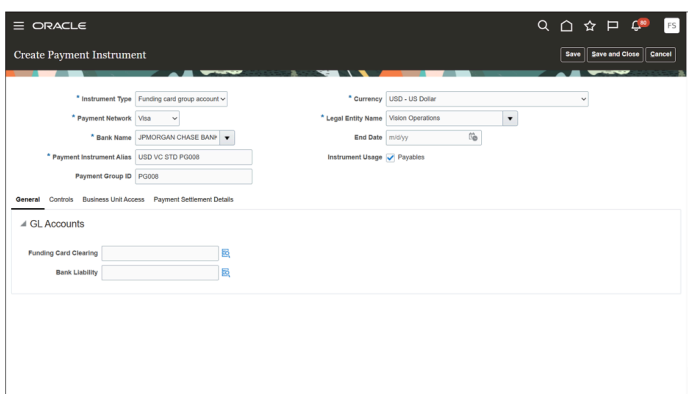 ORACLE
80
FS
Create Payment Instrument
Save
Save and Close
Cancel
* Instrument Type Funding card group account
* Currency USD - US Dollar
* Payment Network Visa
* Legal Entity Name Vision Operations
* Bank Name JPMORGAN CHASE BANK
End Date m/d/yy
* Payment Instrument Alias USD VC STD PG008
Instrument Usage Payables
Payment Group ID PG008
General Controls Business Unit Access Payment Settlement Details
GL Accounts
Funding Card Clearing
Bank Liability